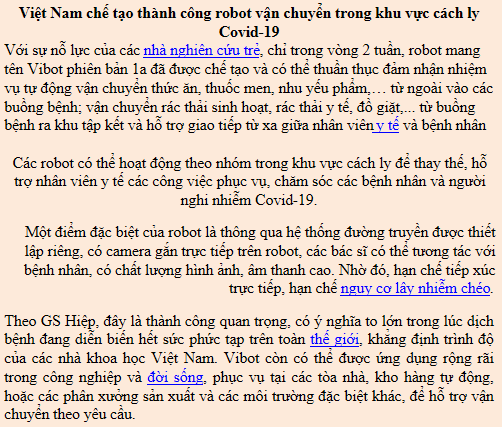 Việt Nam chế tạo thành công robot vận chuyển trong khu vực cách ly
Covid-19
Với sự nỗ lực của các nhà nghiên cứu trẻ, chỉ trong vòng 2 tuần, robot mang
tên Vibot phiên bản 1a đã được chế tạo và có thể thuần thục đảm nhận nhiệm
vụ tự động vận chuyển thức ăn, thuốc men, nhu yếu phẩm,… từ ngoài vào các
buồng bệnh; vận chuyển rác thải sinh hoạt, rác thải y tế, đồ giặt,... từ buồng
bệnh ra khu tập kết và hỗ trợ giao tiếp từ xa giữa nhân viên y tế và bệnh nhân
Các robot có thể hoạt động theo nhóm trong khu vực cách ly để thay thế, hỗ
trợ nhân viên y tế các công việc phục vụ, chăm sóc các bệnh nhân và người
nghi nhiễm Covid-19.
Một điểm đặc biệt của robot là thông qua hệ thống đường truyền được thiết
lập riêng, có camera gắn trực tiếp trên robot, các bác sĩ có thể tương tác với
bệnh nhân, có chất lượng hình ảnh, âm thanh cao. Nhờ đó, hạn chế tiếp xúc
trực tiếp, hạn chế nguy cơ lây nhiễm chéo.
Theo GS Hiệp, đây là thành công quan trọng, có ý nghĩa to lớn trong lúc dịch
bệnh đang diễn biến hết sức phức tạp trên toàn thế giới, khẳng định trình độ
của các nhà khoa học Việt Nam. Vibot còn có thể được ứng dụng rộng rãi
trong công nghiệp và đời sống, phục vụ tại các tòa nhà, kho hàng tự động,
hoặc các phân xưởng sản xuất và các môi trường đặc biệt khác, để hỗ trợ vận
chuyển theo yêu cầu.